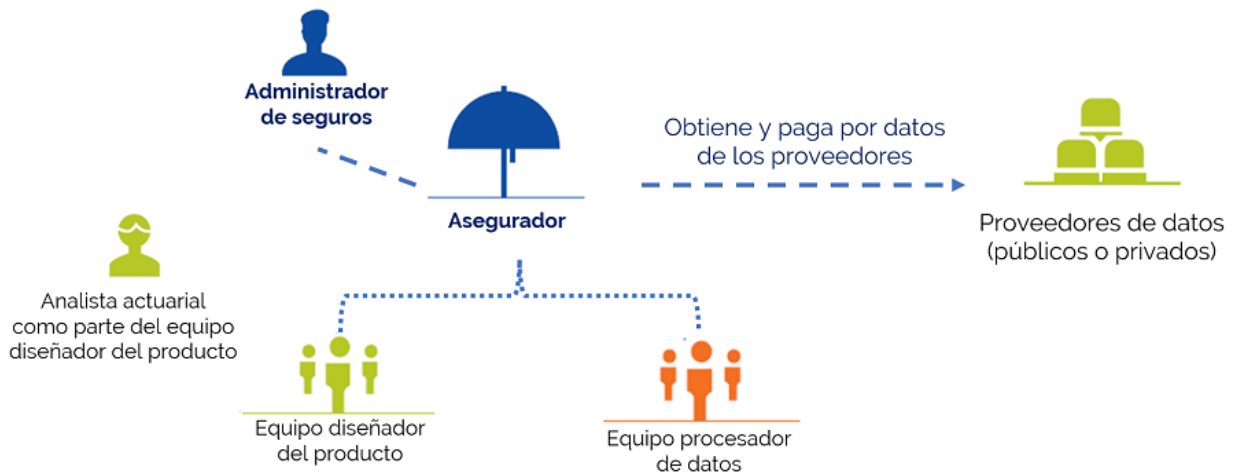 Administrador
de seguros
Obtiene y paga por datos
de los proveedores
Asegurador
Proveedores de datos
(públicos o privados)
Analista actuarial
como parte del equipo
diseñador del producto
Equipo diseñador
del producto
Equipo procesador
de datos